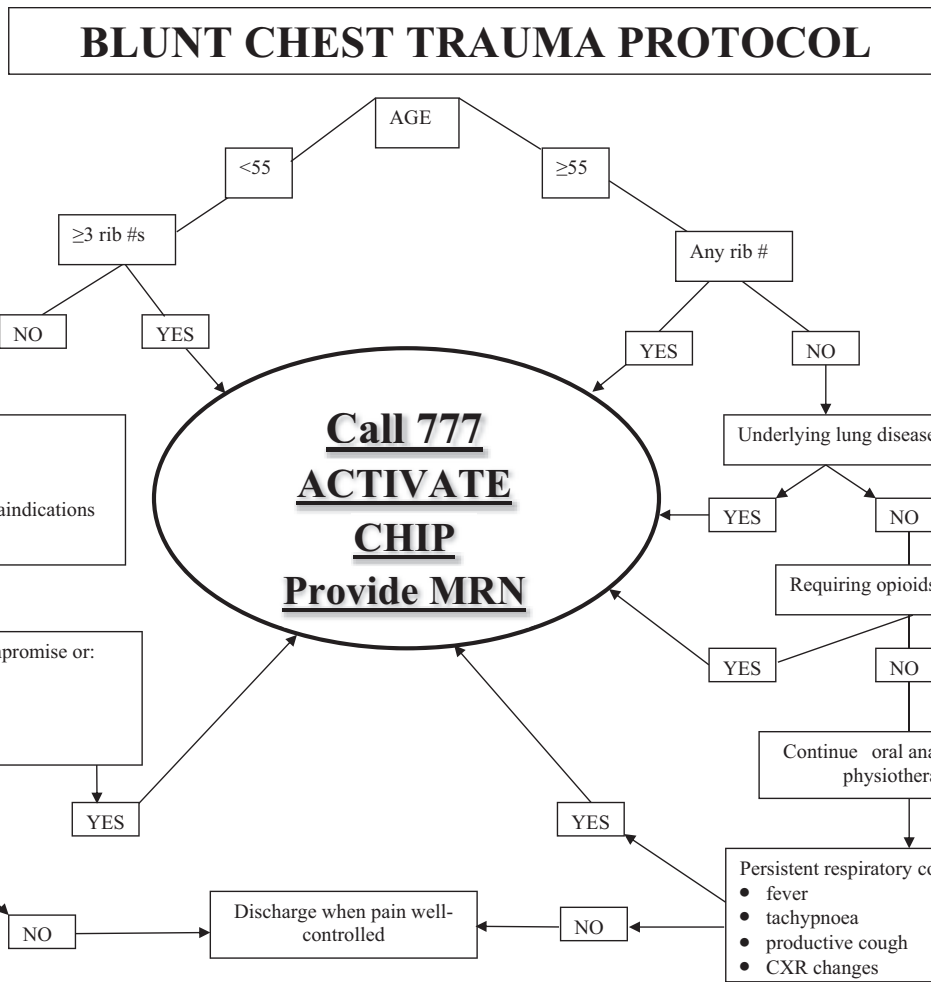 BLUNT CHEST TRAUMA PROTOCOL
AGE
<55
≥55
≥3 rib #s
Any rib #
NO
YES
YES
NO
Call 777
ACTIVATE
CHIP
Provide MRN
Underlying lung disease
YES
NO
aindications
Requiring opioids
YES
NO
promise or:
Continue oral ana
physiothera
YES
YES
Persistent respiratory co
• fever
• tachypnoea
• productive cough
• CXR changes
NO
Discharge when pain well-
controlled
NO